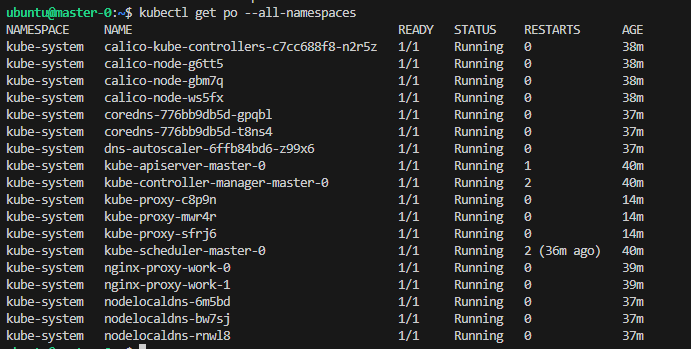 ubuntu@master-0:~$ kubectl get po --all-namespaces
NAMESPACE NAME READY STATUS RESTARTS AGE
kube-system calico-kube-controllers-c7cc688f8-n2r5z 1/1 Running 0 38m
kube-system calico-node-g6tt5 1/1 Running 0 38m
kube-system calico-node-gbm7q 1/1 Running 0 38m
kube-system calico-node-ws5fx 1/1 Running 0 38m
kube-system coredns-776bb9db5d-gpqbl 1/1 Running 0 37m
kube-system coredns-776bb9db5d-t8ns4 1/1 Running 0 37m
kube-system dns-autoscaler-6ffb84bd6-z99x6 1/1 Running 0 37m
kube-system kube-apiserver-master-0 1/1 Running 1 40m
kube-system kube-controller-manager-master-0 1/1 Running 2 40m
kube-system kube-proxy-c8p9n 1/1 Running 0 14m
kube-system kube-proxy-mwr4r 1/1 Running 0 14m
kube-system kube-proxy-sfrj6 1/1 Running 0 14m
kube-system kube-scheduler-master-0 1/1 Running 2 (36m ago) 40m
kube-system nginx-proxy-work-0 1/1 Running 0 39m
kube-system nginx-proxy-work-1 1/1 Running 0 39m
kube-system nodelocaldns-6m5bd 1/1 Running 0 37m
kube-system nodelocaldns-bw7sj 1/1 Running 0 37m
kube-system nodelocaldns-rnwl8 1/1 Running 0 37m
ubuntu@master-0:~$